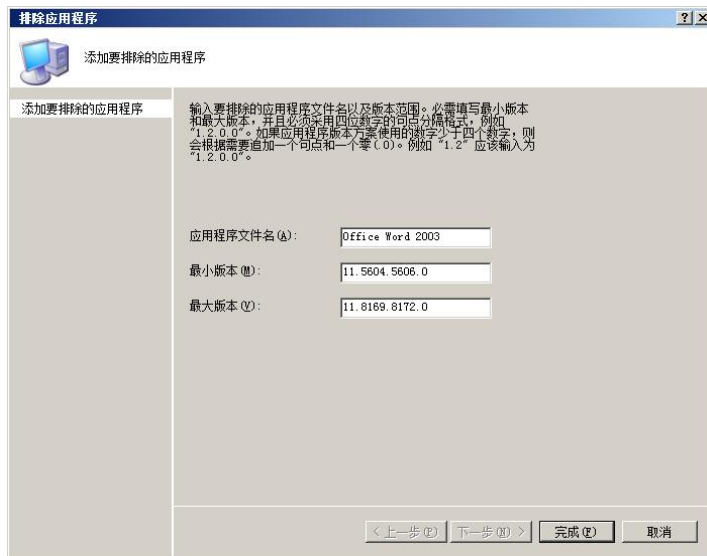 排除应用程序
添加要排除的应用程序
添加要排除的应用程序
输入要排除的应用程序文件名以及版本范围。必需填写最小版本
和最大版本，并且必须采用四位数字的句点分隔格式，例如
"1.2.0.0"。如果应用程序版本方案使用的数字少于四个数字，则
会根据需要追加一个句点和一个零(.0)。例如 "1.2" 应该输入为
"1.2.0.0"。
应用程序文件名(A): Office Word 2003
最小版本(M): 11.5604.5606.0
最大版本(V): 11.8169.8172.0
< 上一步(P) 下一步(N) > 完成(F) 取消